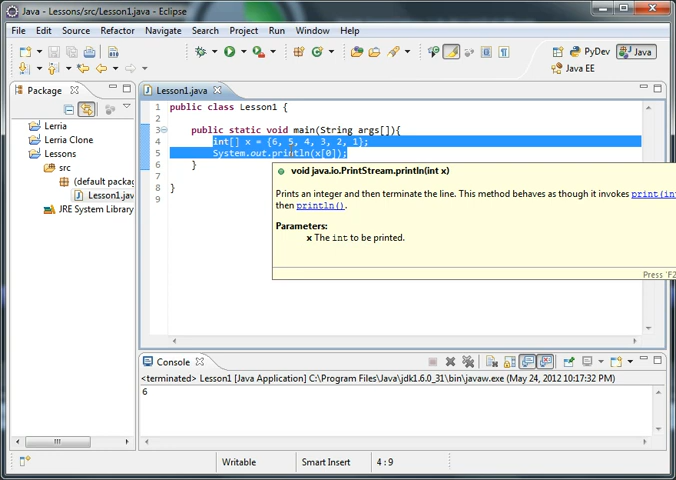 Java - Lessons/src/Lesson1.java - Eclipse
File Edit Source Refactor Navigate Search Project Run Window Help
PyDev Java
Java EE
Package
Lerria
Lerria Clone
Lessons
src
(default packag
Lesson1.jav
JRE System Library
Lesson1.java
1 public class Lesson1 {
2
3 public static void main(String args[]){
4 int[] x = {6, 5, 4, 3, 2, 1};
5 System.out.println(x[0]);
6 }
7
8 }
9
void java.io.PrintStream.println(int x)
Prints an integer and then terminate the line. This method behaves as though it invokes print(int
then println().
Parameters:
x The int to be printed.
Press 'F2
Console
<terminated> Lesson1 [Java Application] C:\Program Files\Java\jdk1.6.0_31\bin\javaw.exe (May 24, 2012 10:17:32 PM)
6
Writable Smart Insert 4 : 9